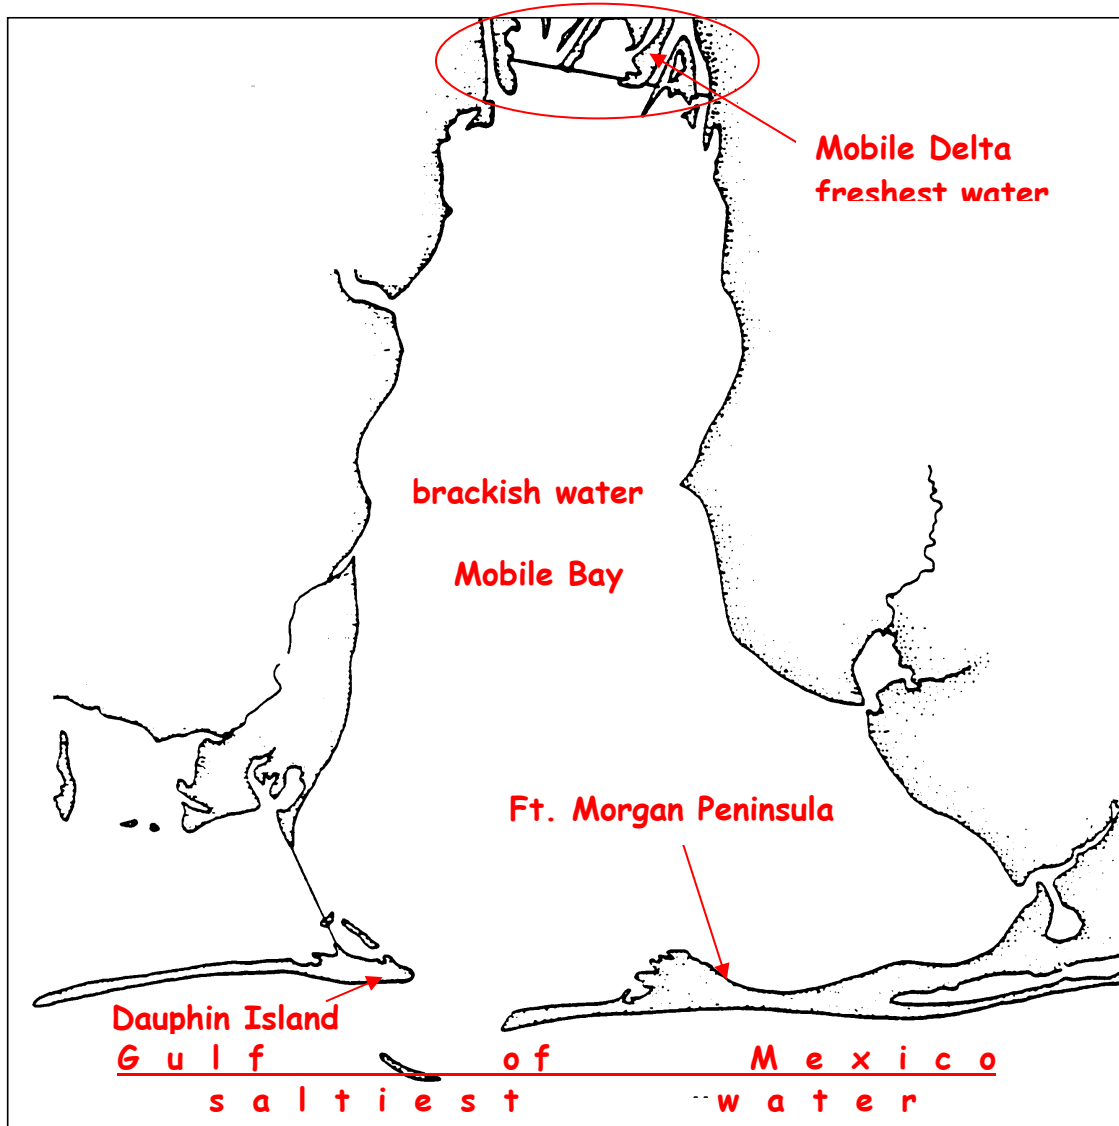 Mobile Delta
freshest water
brackish water
Mobile Bay
Ft. Morgan Peninsula
Dauphin Island
Gulf of Mexico
saltiest water